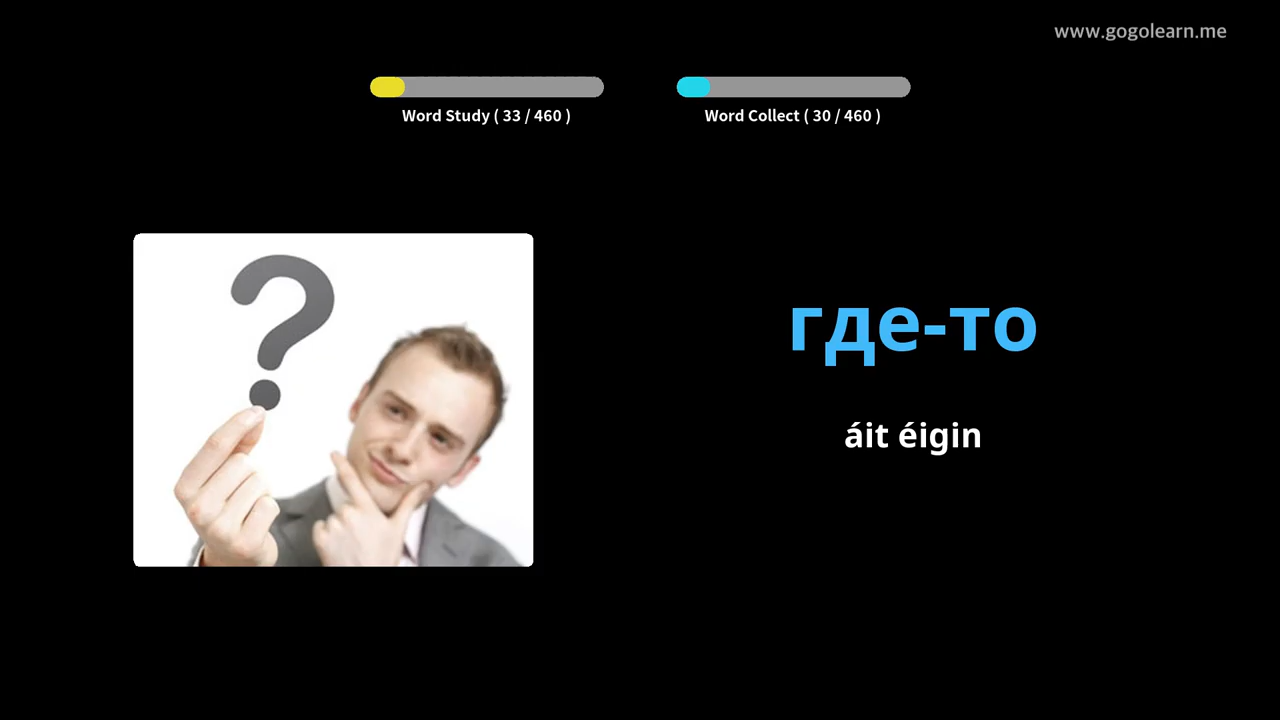 www.gogolearn.me
Word Study ( 33 / 460 )
Word Collect ( 30 / 460 )
?
где-то
áit éigin